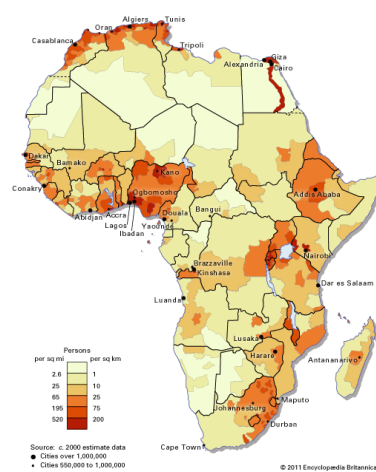 Algiers
Tunis
Oran
Casablanca
Tripoli
Giza
Alexandria
Cairo
Dakar
Bamako
Kano
Conakry
Ogbomosho
Addis Ababa
Abidjan
Accra
Lagos
Ibadan
Douala
Yaounde
Bangui
Nairobi
Brazzaville
Kinshasa
Dar es Salaam
Luanda
Lusaka
Harare
Antananarivo
Maputo
Johannesburg
Durban
Cape Town
Persons
per sq mi per sq km
2.6 1
25 10
65 25
195 75
520 200
Source: c. 2000 estimate data
Cities over 1,000,000
Cities 550,000 to 1,000,000
© 2011 Encyclopædia Britannica